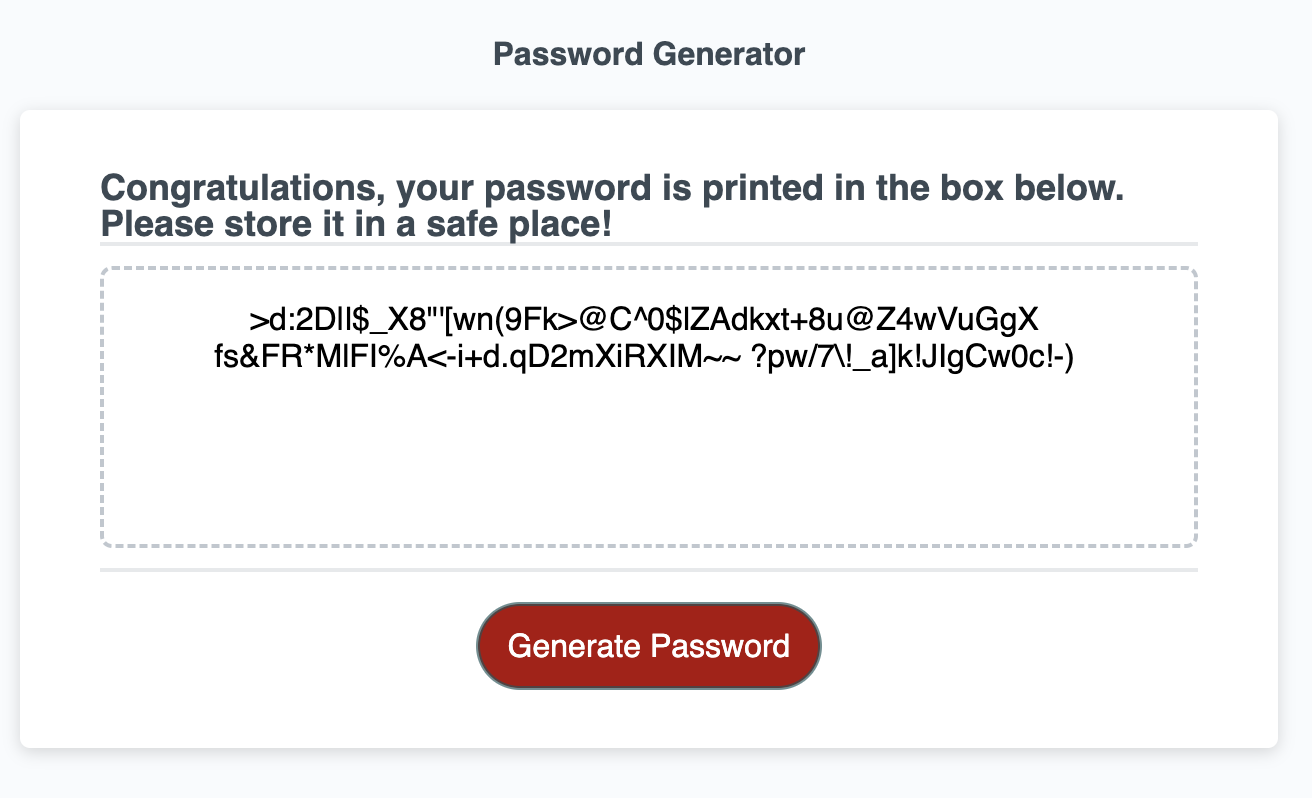 Password Generator
Congratulations, your password is printed in the box below.
Please store it in a safe place!
>d:2DlI$_X8"'[wn(9Fk>@C^0$lZAdkxt+8u@Z4wVuGgX
fs&FR*MlFI%A<-i+d.qD2mXiRXIM~~ ?pw/7\!_a]k!JIgCw0c!-)
Generate Password